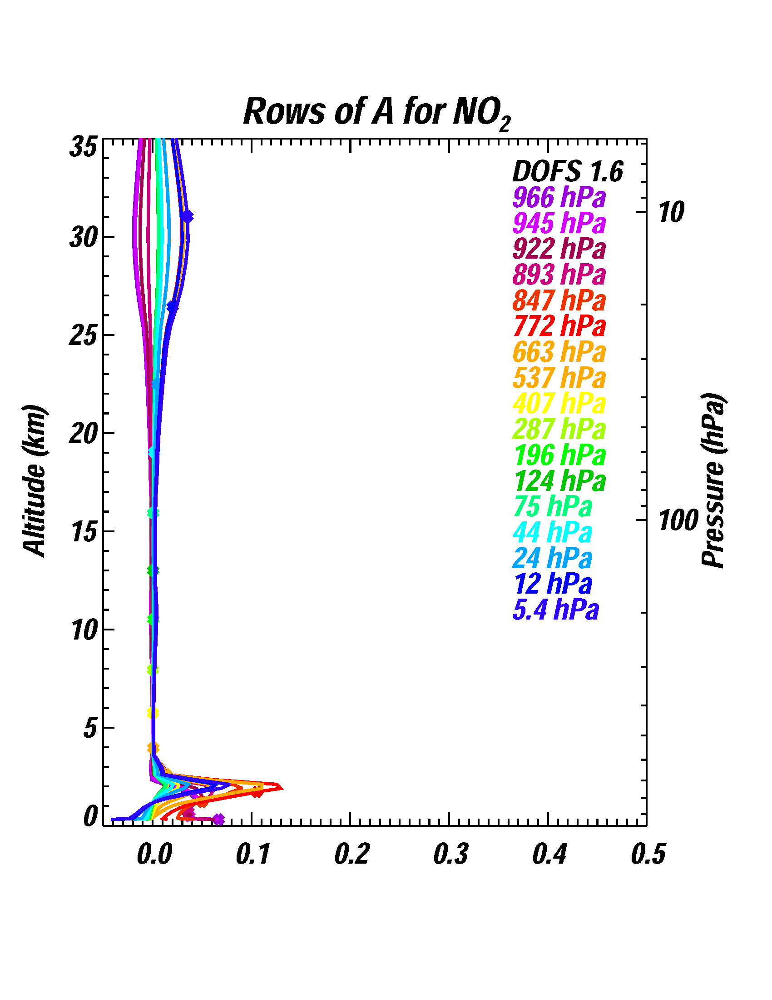 Rows of A for NO₂
35
30
25
20
15
10
5
0
Altitude (km)
DOFS 1.6
966 hPa
945 hPa
922 hPa
893 hPa
847 hPa
772 hPa
663 hPa
537 hPa
407 hPa
287 hPa
196 hPa
124 hPa
75 hPa
44 hPa
24 hPa
12 hPa
5.4 hPa
10
100
Pressure (hPa)
0.0 0.1 0.2 0.3 0.4 0.5